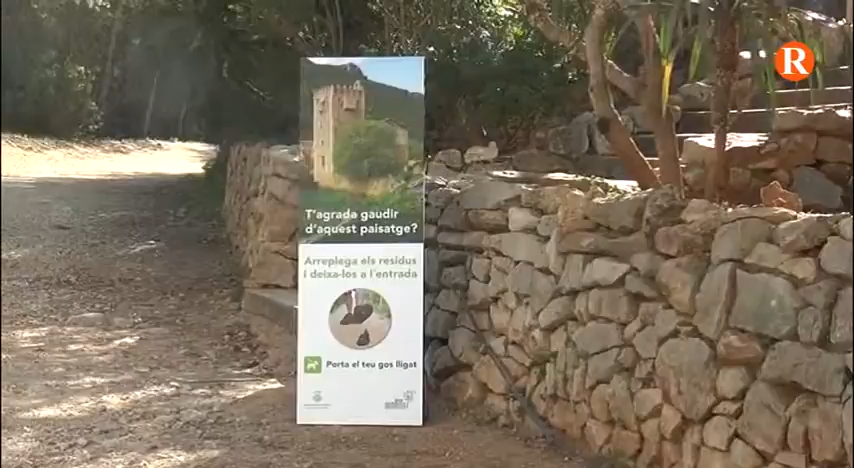 R
T'agrada gaudir
d'aquest paisatge?
Arreplega els residus
i deixa-los a l'entrada
Porta el teu gos lligat